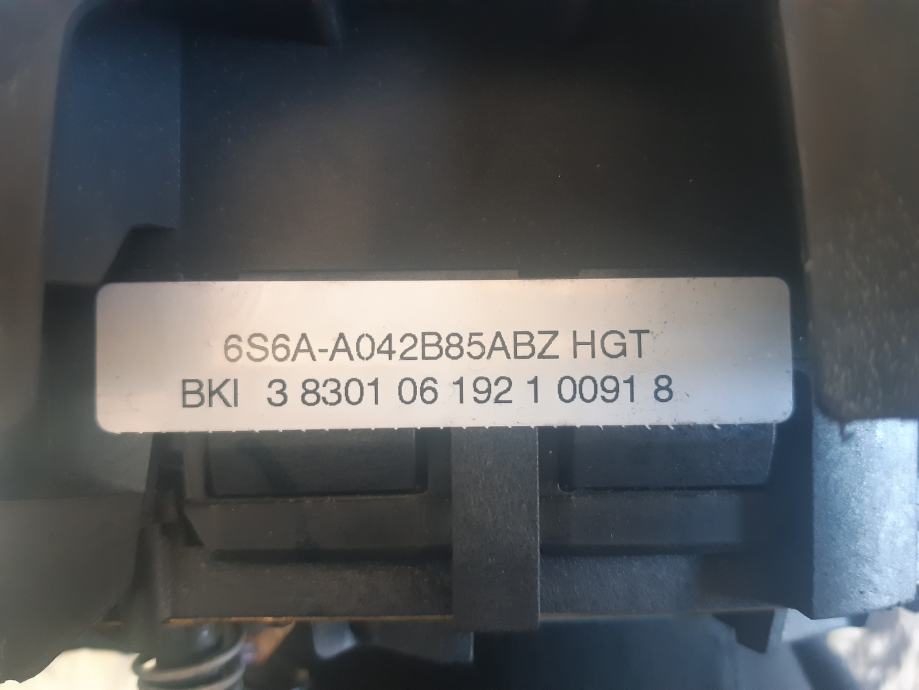 6S6A-A042B85ABZ HGT
BKI 3 8301 06 192 1 0091 8